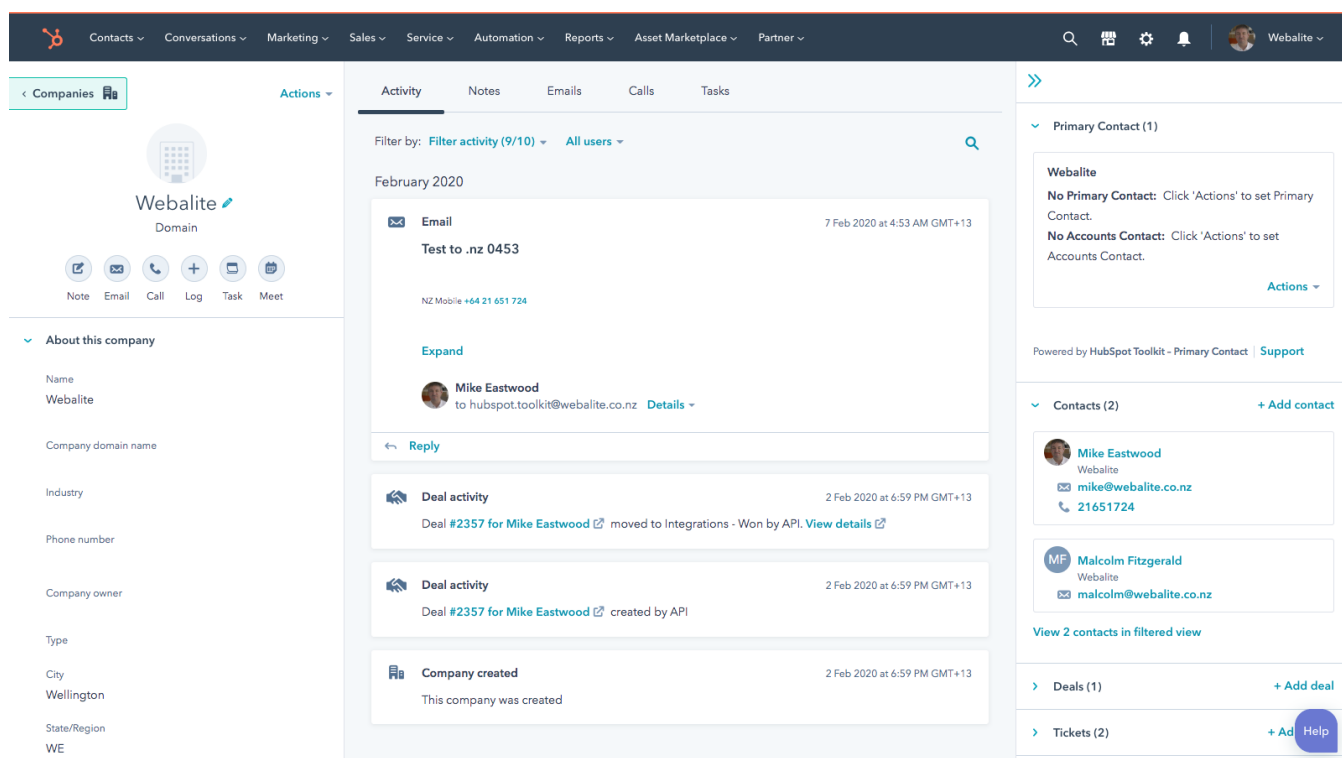 Contacts
Conversations
Marketing
Sales
Service
Automation
Reports
Asset Marketplace
Partner
Webalite
Companies
Actions
Webalite
Domain
Note
Email
Call
Log
Task
Meet
About this company
Name
Webalite
Company domain name
Industry
Phone number
Company owner
Type
City
Wellington
State/Region
WE
Activity
Notes
Emails
Calls
Tasks
Filter by: Filter activity (9/10) All users
February 2020
Email
7 Feb 2020 at 4:53 AM GMT+13
Test to .nz 0453
NZ Mobile +64 21 651 724
Expand
Mike Eastwood
to hubspot.toolkit@webalite.co.nz Details
Reply
Deal activity
2 Feb 2020 at 6:59 PM GMT+13
Deal #2357 for Mike Eastwood moved to Integrations - Won by API. View details
Deal activity
2 Feb 2020 at 6:59 PM GMT+13
Deal #2357 for Mike Eastwood created by API
Company created
2 Feb 2020 at 6:59 PM GMT+13
This company was created
Primary Contact (1)
Webalite
No Primary Contact: Click 'Actions' to set Primary
Contact.
No Accounts Contact: Click 'Actions' to set
Accounts Contact.
Actions
Powered by HubSpot Toolkit - Primary Contact | Support
Contacts (2)
+ Add contact
Mike Eastwood
Webalite
mike@webalite.co.nz
21651724
MF
Malcolm Fitzgerald
Webalite
malcolm@webalite.co.nz
View 2 contacts in filtered view
Deals (1)
+ Add deal
Tickets (2)
+ Ad
Help